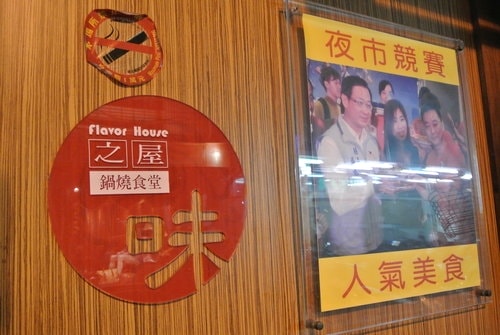 Flavor House
之屋
鍋燒食堂
味
夜市競賽
人氣美食